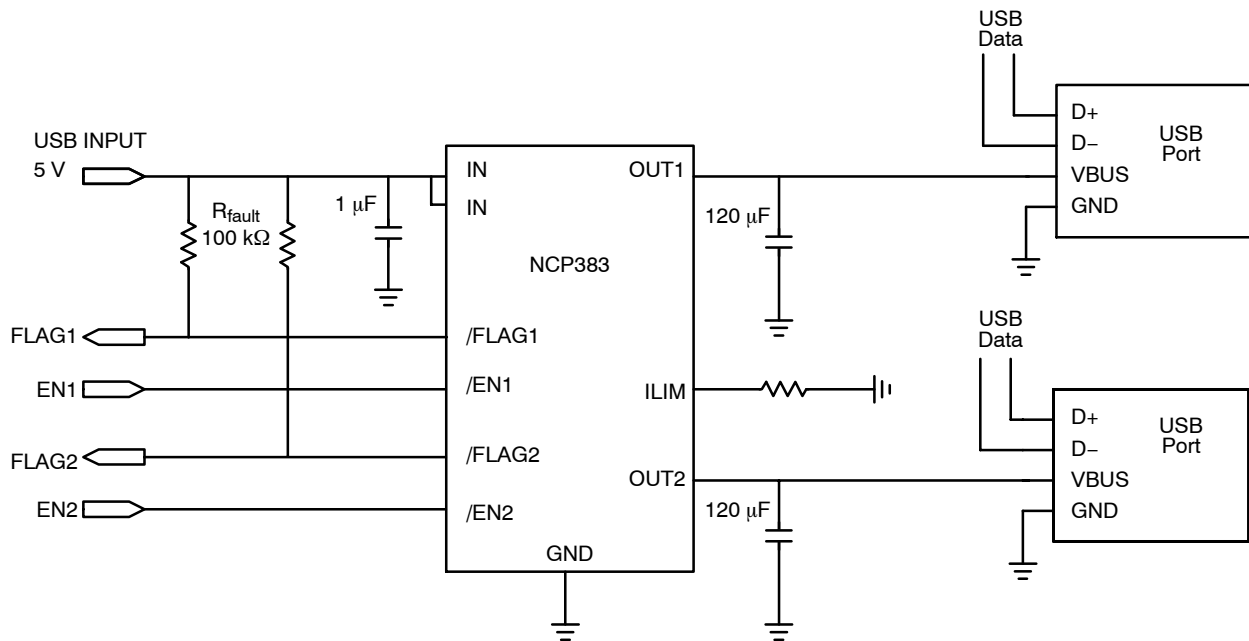 USB
Data
D+
D−
VBUS
GND
USB
Port
USB INPUT
5 V
Rfault
100 kΩ
1 μF
IN
IN
OUT1
120 μF
NCP383
FLAG1
/FLAG1
EN1
/EN1
ILIM
FLAG2
/FLAG2
EN2
/EN2
OUT2
120 μF
GND
USB
Data
D+
D−
VBUS
GND
USB
Port